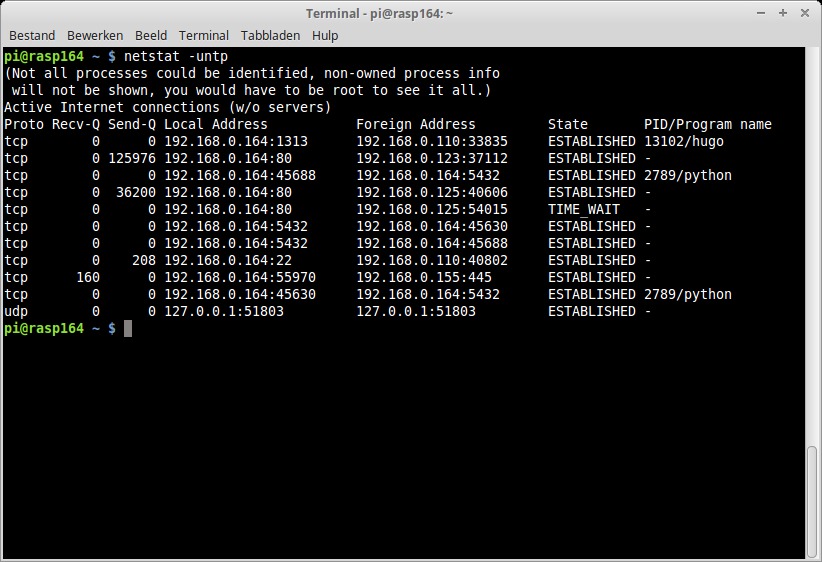 Terminal - pi@rasp164: ~
Bestand Bewerken Beeld Terminal Tabbladen Hulp
pi@rasp164 ~ $ netstat -untp
(Not all processes could be identified, non-owned process info
 will not be shown, you would have to be root to see it all.)
Active Internet connections (w/o servers)
Proto Recv-Q Send-Q Local Address           Foreign Address         State       PID/Program name
tcp        0      0 192.168.0.164:1313      192.168.0.110:33835     ESTABLISHED 13102/hugo
tcp        0 125976 192.168.0.164:80        192.168.0.123:37112     ESTABLISHED -
tcp        0      0 192.168.0.164:45688     192.168.0.164:5432      ESTABLISHED 2789/python
tcp        0  36200 192.168.0.164:80        192.168.0.125:40606     ESTABLISHED -
tcp        0      0 192.168.0.164:80        192.168.0.125:54015     TIME_WAIT   -
tcp        0      0 192.168.0.164:5432      192.168.0.164:45630     ESTABLISHED -
tcp        0      0 192.168.0.164:5432      192.168.0.164:45688     ESTABLISHED -
tcp        0    208 192.168.0.164:22        192.168.0.110:40802     ESTABLISHED -
tcp      160      0 192.168.0.164:55970     192.168.0.155:445       ESTABLISHED -
tcp        0      0 192.168.0.164:45630     192.168.0.164:5432      ESTABLISHED 2789/python
udp        0      0 127.0.0.1:51803         127.0.0.1:51803         ESTABLISHED -
pi@rasp164 ~ $